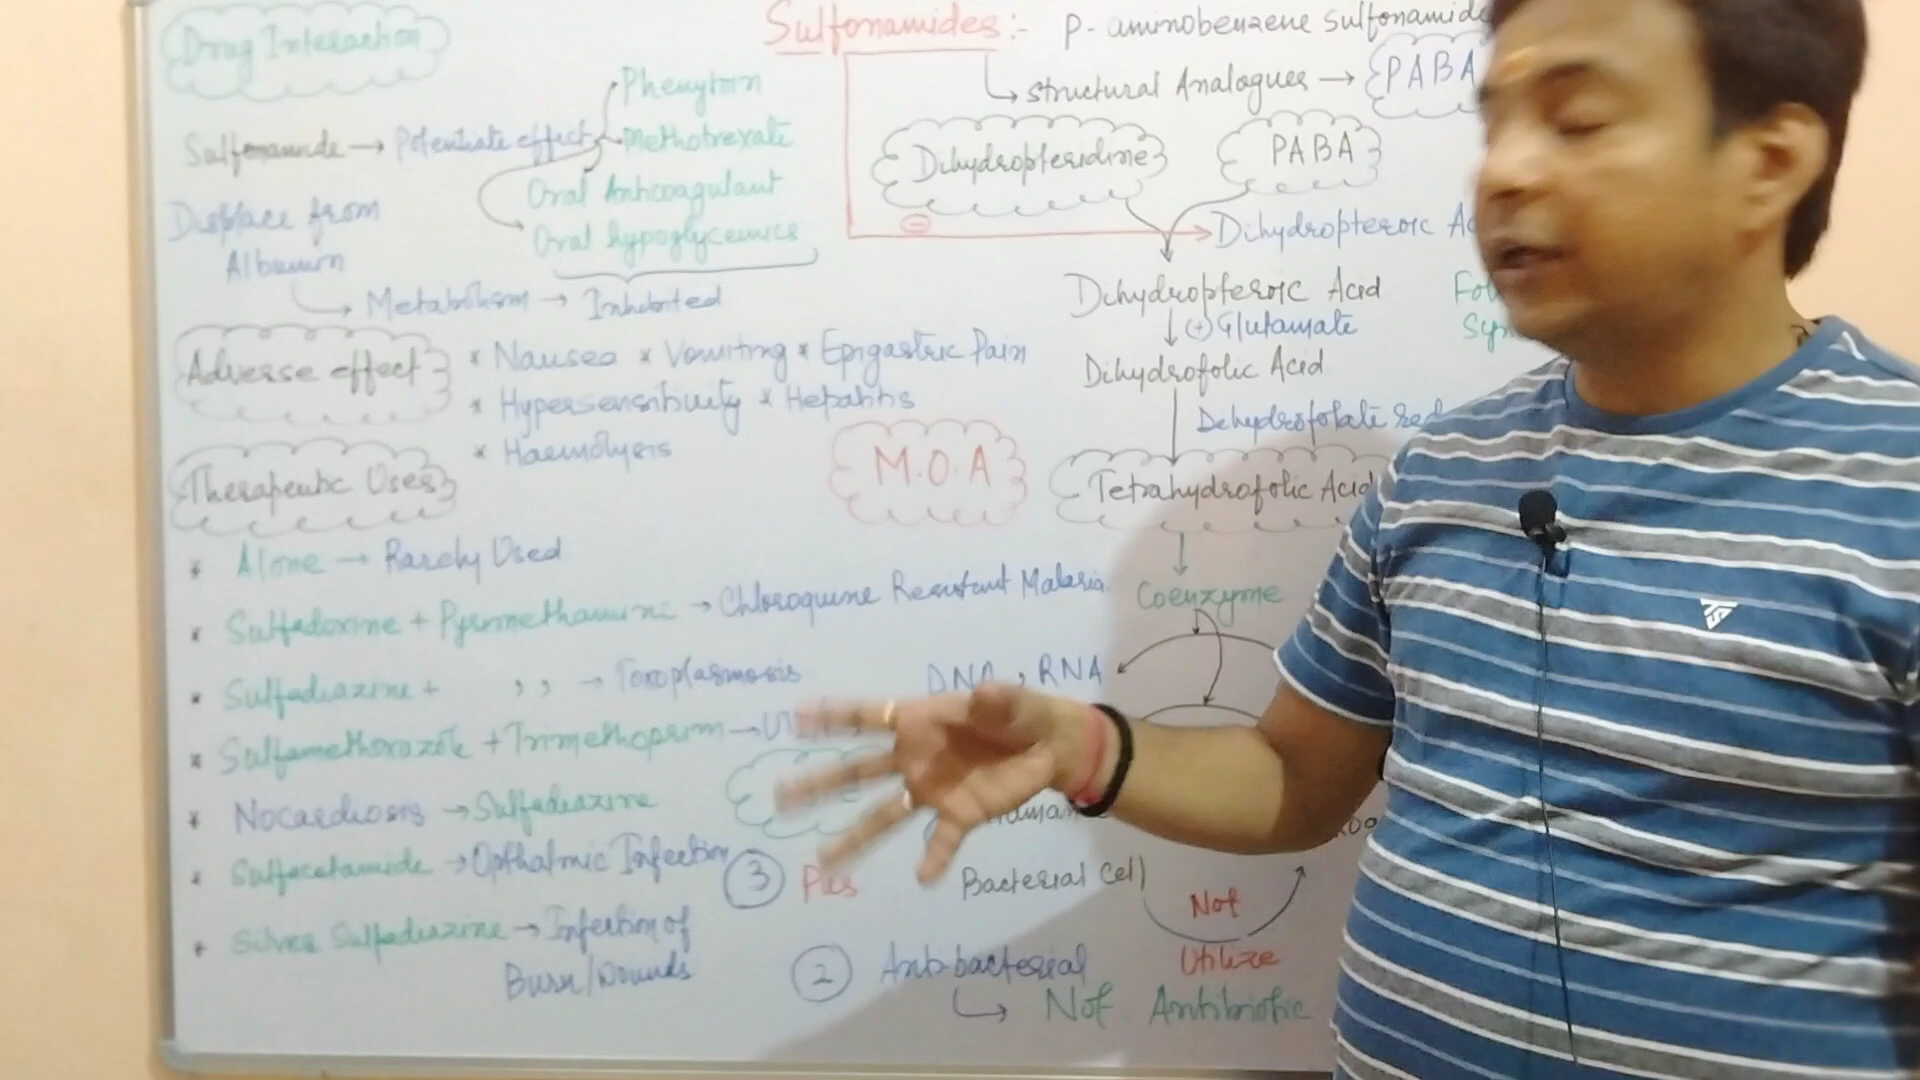 Drug Interaction
Sulfonamide → Potentiate effect
Phenytoin
Methotrexate
Oral Anticoagulant
Oral hypoglycemics
Displace from
Albumin
Metabolism → Inhibited
Adverse effect
* Nausea * Vomiting * Epigastric Pain
* Hypersensitivity * Hepatitis
* Haemolysis
Therapeutic Uses
* Alone → Rarely Used
* Sulfadoxine + Pyrimethamine → Chloroquine Resistant Malaria
* Sulfadiazine + ,, → Toxoplasmosis
* Sulfamethoxazole + Trimethoprim →
* Nocardiosis → Sulfadiazine
* Sulfacetamide → Opthalmic Infection
* Silver Sulfadiazine → Infection of
Burn/Wounds
Sulfonamides :- P-aminobenzene sulfonamide
Structural Analogues → PABA
Dihydropteridine
PABA
Dihydropteroic
Dihydropteroic Acid
(+) Glutamate
Dihydrofolic Acid
Dehydrofolate
M.O.A
Tetrahydrofolic Acid
Coenzyme
DNA, RNA
3 Pus
Bacterial Cell
Not
Utilize
2 Anti-bacterial
Not Antibiotic